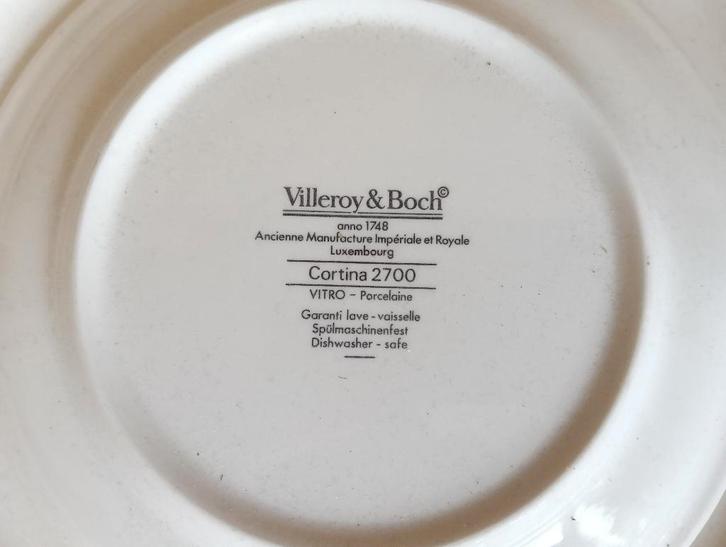 Villeroy & Boch©
anno 1748
Ancienne Manufacture Impériale et Royale
Luxembourg
Cortina 2700
VITRO - Porcelaine
Garanti lave - vaisselle
Spülmaschinenfest
Dishwasher - safe